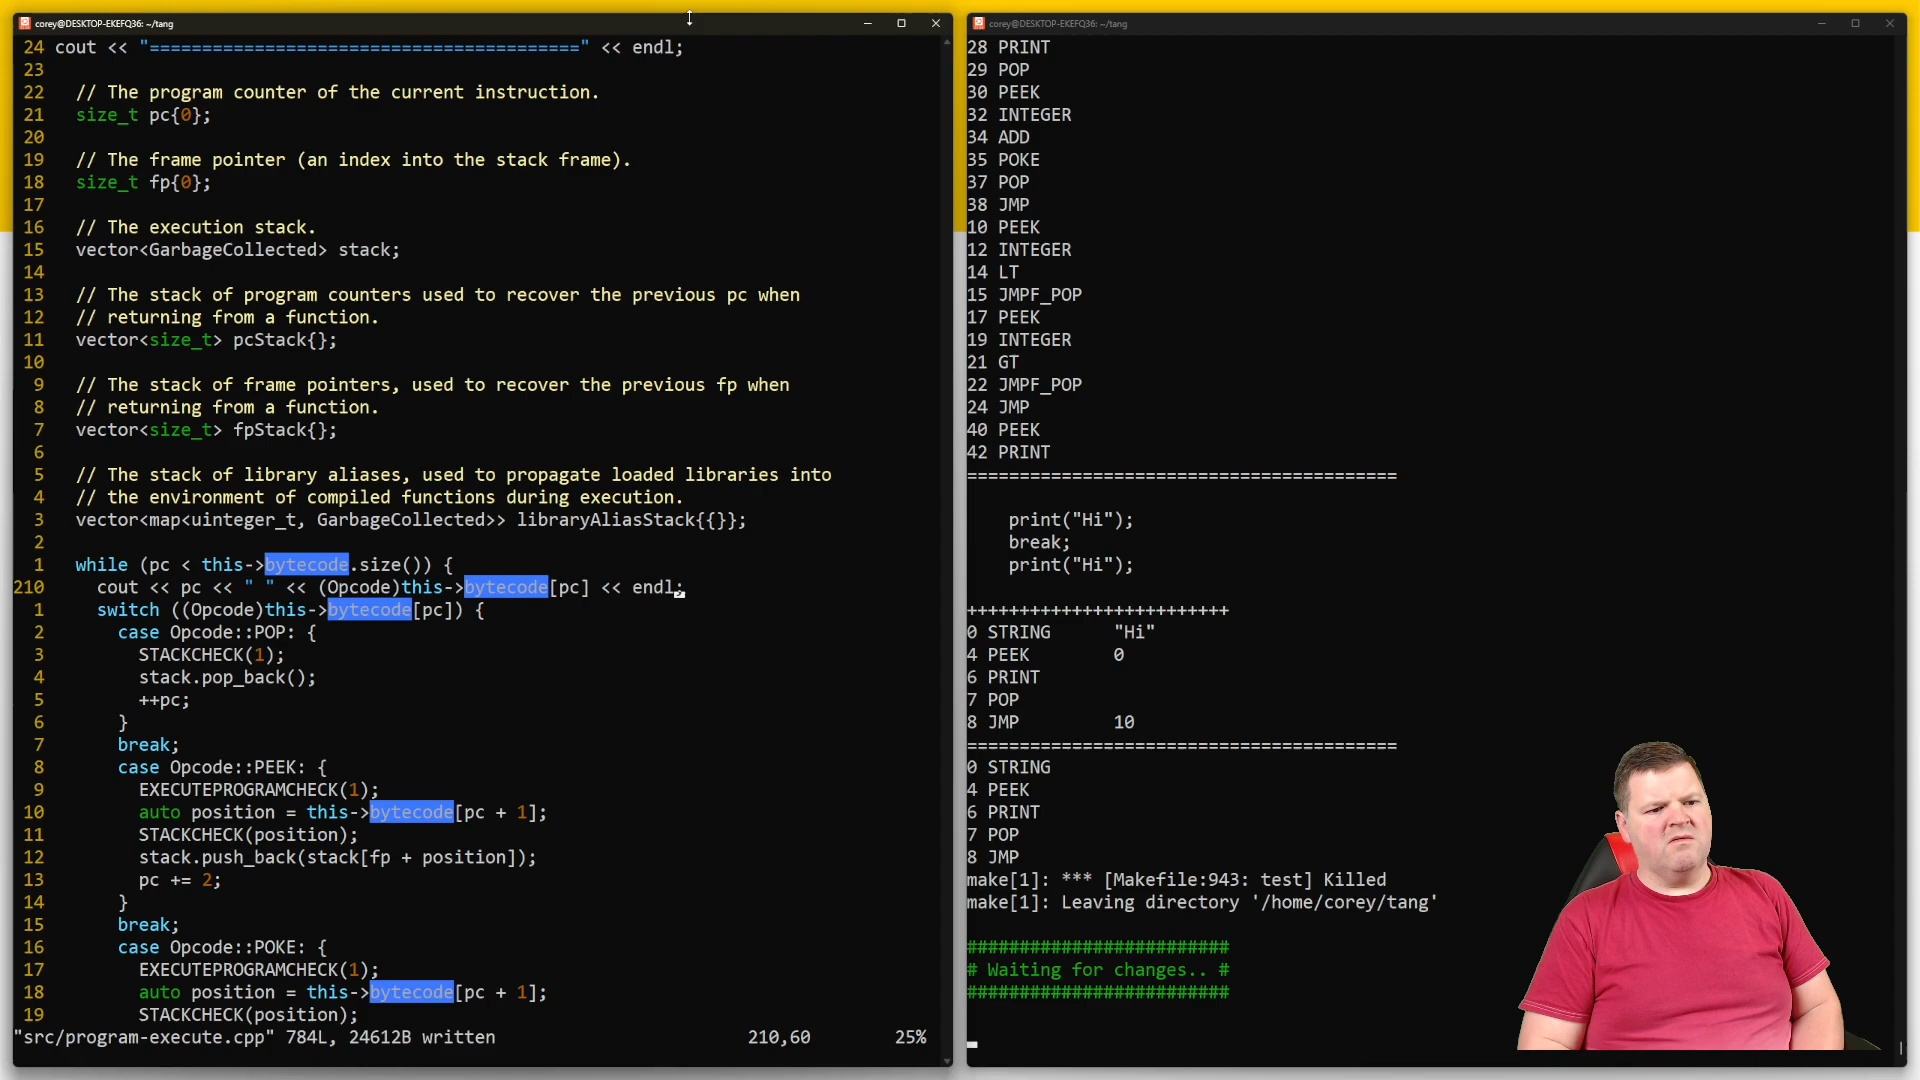 corey@DESKTOP-EKEFQ36: ~/tang
24 cout << "=========================================" << endl;
23
22 // The program counter of the current instruction.
21 size_t pc{0};
20
19 // The frame pointer (an index into the stack frame).
18 size_t fp{0};
17
16 // The execution stack.
15 vector<GarbageCollected> stack;
14
13 // The stack of program counters used to recover the previous pc when
12 // returning from a function.
11 vector<size_t> pcStack{};
10
9 // The stack of frame pointers, used to recover the previous fp when
8 // returning from a function.
7 vector<size_t> fpStack{};
6
5 // The stack of library aliases, used to propagate loaded libraries into
4 // the environment of compiled functions during execution.
3 vector<map<uinteger_t, GarbageCollected>> libraryAliasStack{{}};
2
1 while (pc < this->bytecode.size()) {
210 cout << pc << " " << (Opcode)this->bytecode[pc] << endl;
1 switch ((Opcode)this->bytecode[pc]) {
2 case Opcode::POP: {
3 STACKCHECK(1);
4 stack.pop_back();
5 ++pc;
6 }
7 break;
8 case Opcode::PEEK: {
9 EXECUTEPROGRAMCHECK(1);
10 auto position = this->bytecode[pc + 1];
11 STACKCHECK(position);
12 stack.push_back(stack[fp + position]);
13 pc += 2;
14 }
15 break;
16 case Opcode::POKE: {
17 EXECUTEPROGRAMCHECK(1);
18 auto position = this->bytecode[pc + 1];
19 STACKCHECK(position);
"src/program-execute.cpp" 784L, 24612B written 210,60 25%
corey@DESKTOP-EKEFQ36: ~/tang
28 PRINT
29 POP
30 PEEK
32 INTEGER
34 ADD
35 POKE
37 POP
38 JMP
10 PEEK
12 INTEGER
14 LT
15 JMPF_POP
17 PEEK
19 INTEGER
21 GT
22 JMPF_POP
24 JMP
40 PEEK
42 PRINT
=========================================
print("Hi");
break;
print("Hi");
+++++++++++++++++++++++++
0 STRING "Hi"
4 PEEK 0
6 PRINT
7 POP
8 JMP 10
=========================================
0 STRING
4 PEEK
6 PRINT
7 POP
8 JMP
make[1]: *** [Makefile:943: test] Killed
make[1]: Leaving directory '/home/corey/tang'
#########################
# Waiting for changes.. #
#########################